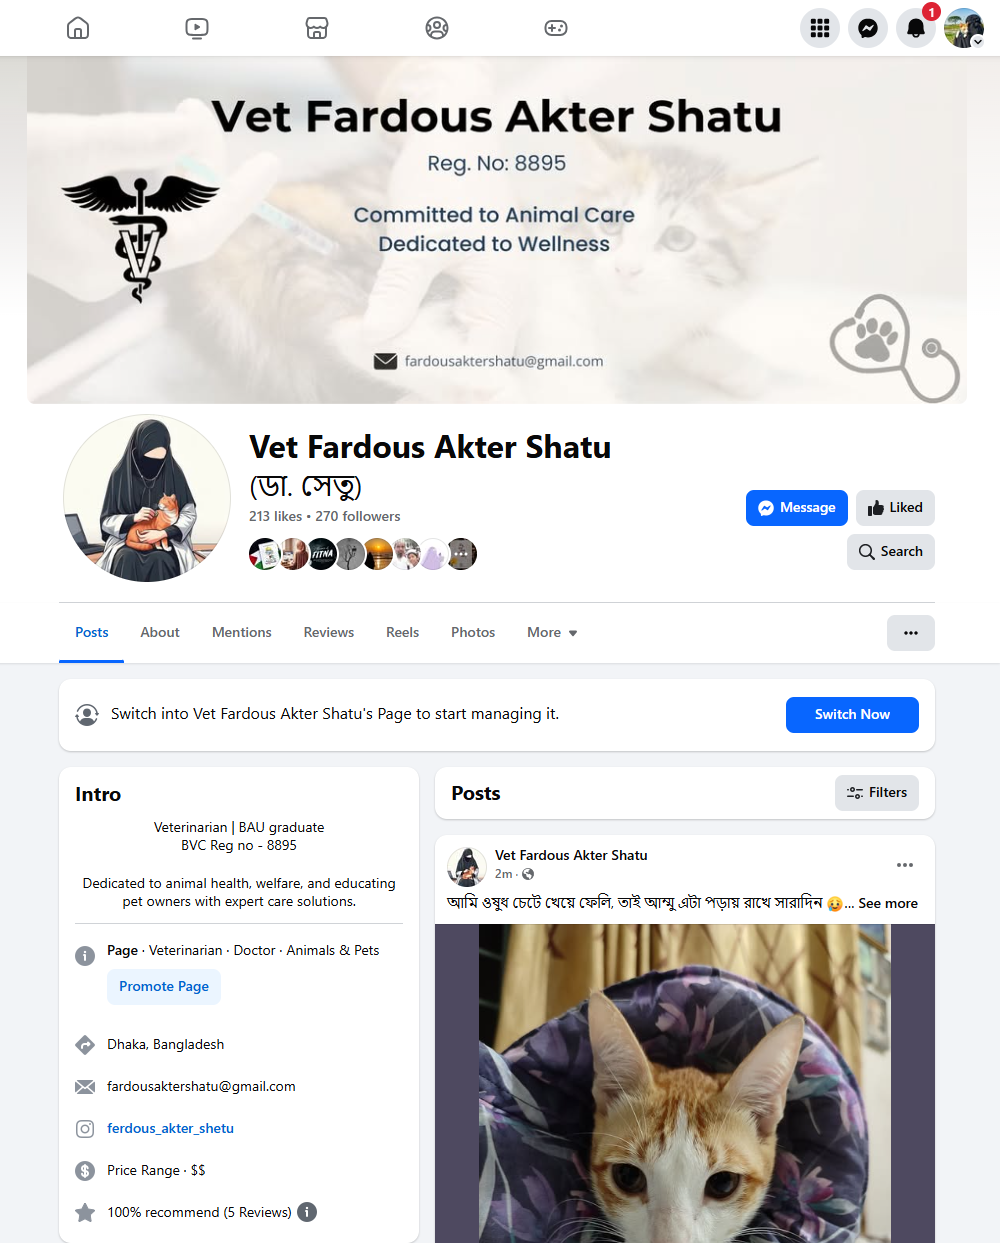 1
Vet Fardous Akter Shatu
Reg. No: 8895
Committed to Animal Care
Dedicated to Wellness
fardousaktershatu@gmail.com
Vet Fardous Akter Shatu
(ডা. সেতু)
213 likes • 270 followers
FITNA
Message
Liked
Search
Posts
About
Mentions
Reviews
Reels
Photos
More
Switch into Vet Fardous Akter Shatu's Page to start managing it.
Switch Now
Intro
Veterinarian | BAU graduate
BVC Reg no - 8895
Dedicated to animal health, welfare, and educating
pet owners with expert care solutions.
Page · Veterinarian · Doctor · Animals & Pets
Promote Page
Dhaka, Bangladesh
fardousaktershatu@gmail.com
ferdous_akter_shetu
Price Range · $$
100% recommend (5 Reviews)
Posts
Filters
Vet Fardous Akter Shatu
2m ·
আমি ওষুধ চেটে খেয়ে ফেলি, তাই আম্মু এটা পড়ায় রাখে সারাদিন 😥... See more